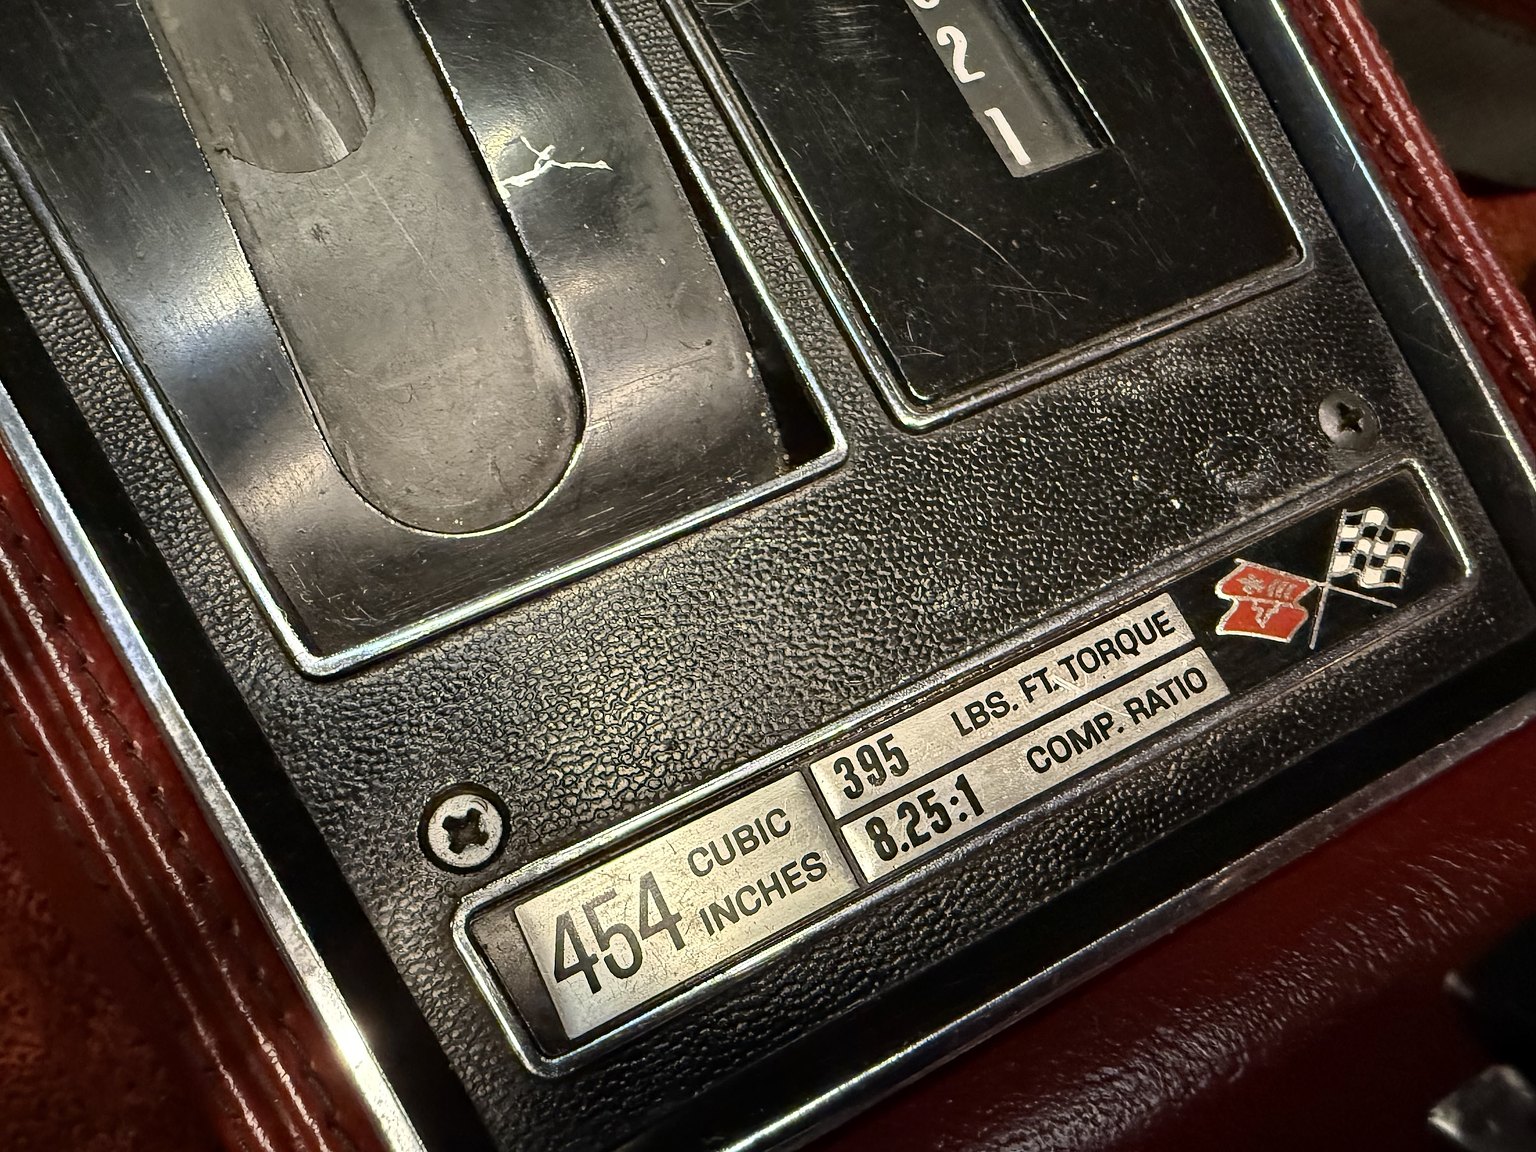 2
1
454 CUBIC INCHES
395 LBS. FT. TORQUE
8.25:1 COMP. RATIO